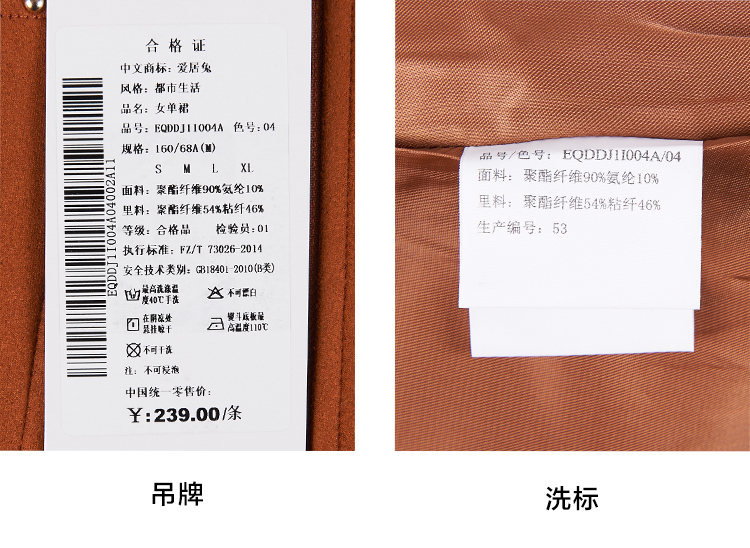 合格证
中文商标：爱居兔
风格：都市生活
品名：女单裙
品号：EQDDJ1I004A 色号：04
规格：160/68A(M)
S M L XL
面料：聚酯纤维90%氨纶10%
里料：聚酯纤维54%粘纤46%
等级：合格品 检验员：01
执行标准：FZ/T 73026-2014
安全技术类别：GB18401-2010(B类)
最高洗涤温度40℃手洗
不可漂白
在阴凉处悬挂晾干
熨斗底板最高温度110℃
不可干洗
注：不可浸泡
中国统一零售价：
¥:239.00/条
EQDDJ1I004A04002A11
品号/色号：EQDDJ1I004A/04
面料：聚酯纤维90%氨纶10%
里料：聚酯纤维54%粘纤46%
生产编号：53
吊牌
洗标